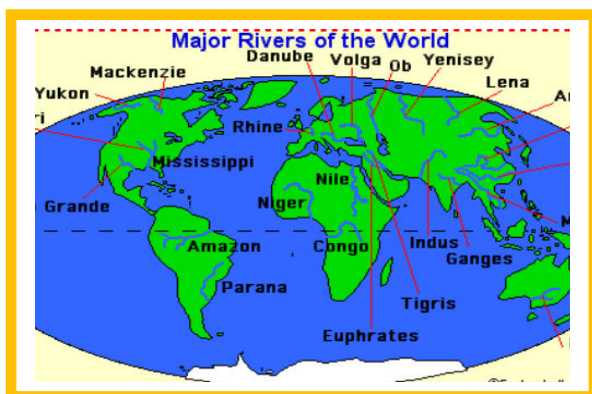 Major Rivers of the World
Danube Volga Ob Yenisey
Mackenzie
Lena
Yukon
Rhine
Mississippi
Nile
Grande
Niger
Amazon
Congo
Indus
Ganges
Parana
Tigris
Euphrates